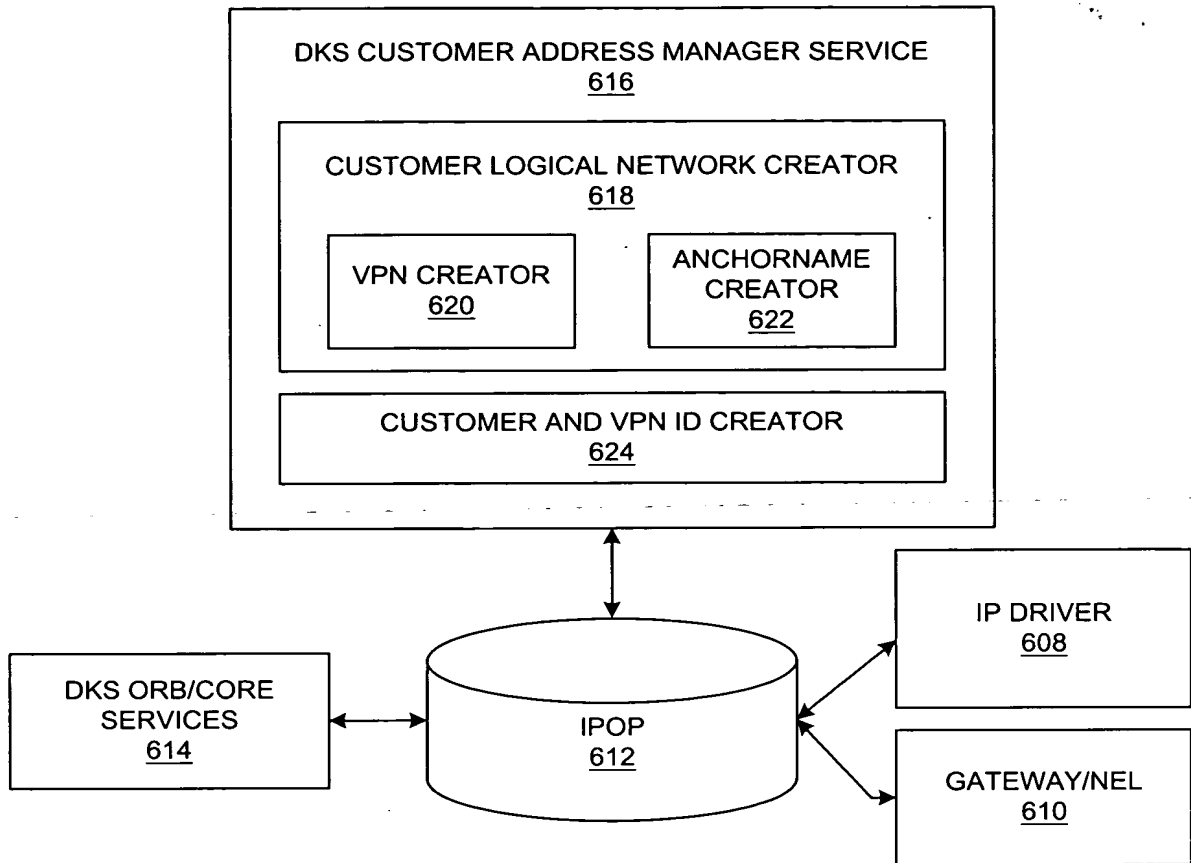 DKS CUSTOMER ADDRESS MANAGER SERVICE
616
CUSTOMER LOGICAL NETWORK CREATOR
618
VPN CREATOR
620
ANCHORNAME
CREATOR
622
CUSTOMER AND VPN ID CREATOR
624
IP DRIVER
608
DKS ORB/CORE
SERVICES
614
IPOP
612
GATEWAY/NEL
610